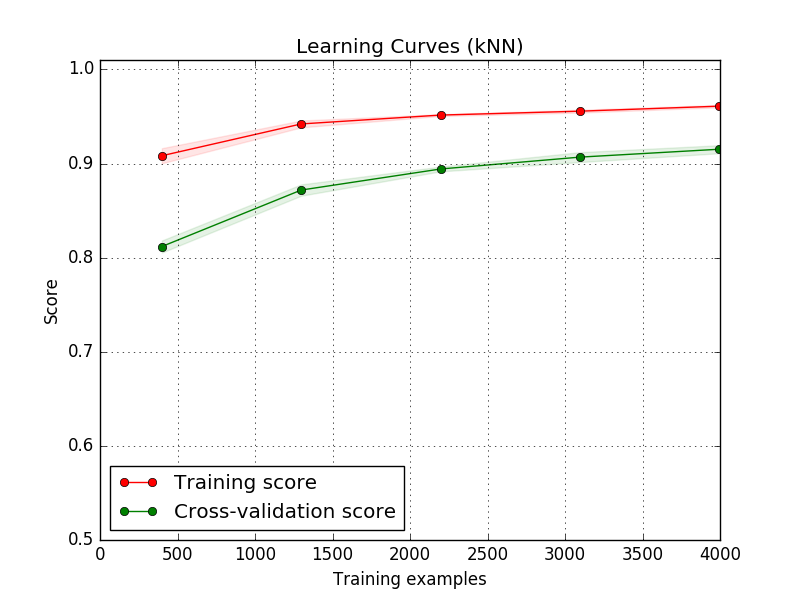 Learning Curves (kNN)
1.0
0.9
0.8
0.7
0.6
0.5
Score
Training score
Cross-validation score
0 500 1000 1500 2000 2500 3000 3500 4000
Training examples